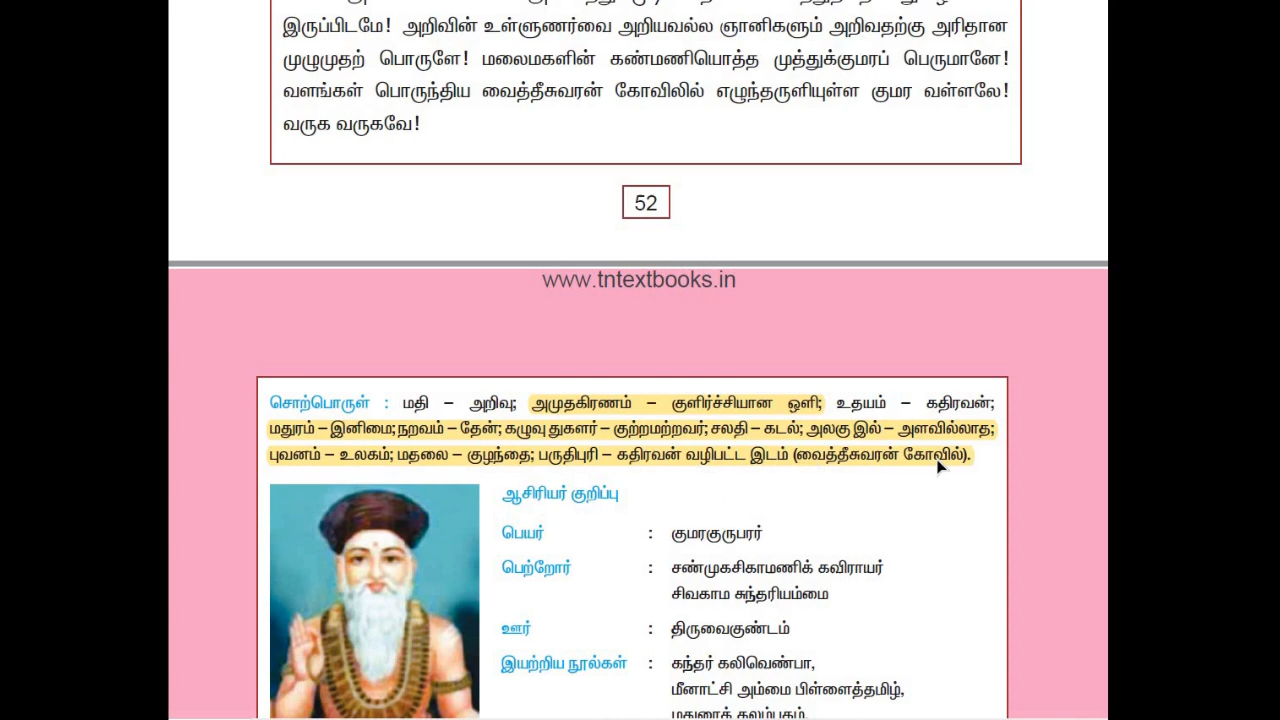 இருப்பிடமே! அறிவின் உள்ளுணர்வை அறியவல்ல ஞானிகளும் அறிவதற்கு அரிதான
முழுமுதற் பொருளே! மலைமகளின் கண்மணியொத்த முத்துக்குமரப் பெருமானே!
வளங்கள் பொருந்திய வைத்தீசுவரன் கோவிலில் எழுந்தருளியுள்ள குமர வள்ளலே!
வருக வருகவே!
52
www.tntextbooks.in
சொற்பொருள் : மதி – அறிவு; அமுதகிரணம் – குளிர்ச்சியான ஒளி; உதயம் – கதிரவன்;
மதுரம் – இனிமை; நறவம் – தேன்; கழுவு துகளர் – குற்றமற்றவர்; சலதி – கடல்; அலகு இல் – அளவில்லாத;
புவனம் – உலகம்; மதலை – குழந்தை; பருதிபுரி – கதிரவன் வழிபட்ட இடம் (வைத்தீசுவரன் கோவில்).
ஆசிரியர் குறிப்பு
பெயர் : குமரகுருபரர்
பெற்றோர் : சண்முகசிகாமணிக் கவிராயர்
சிவகாம சுந்தரியம்மை
ஊர் : திருவைகுண்டம்
இயற்றிய நூல்கள் : கந்தர் கலிவெண்பா,
மீனாட்சி அம்மை பிள்ளைத்தமிழ்,
மதுரைக் கலம்பகம்,